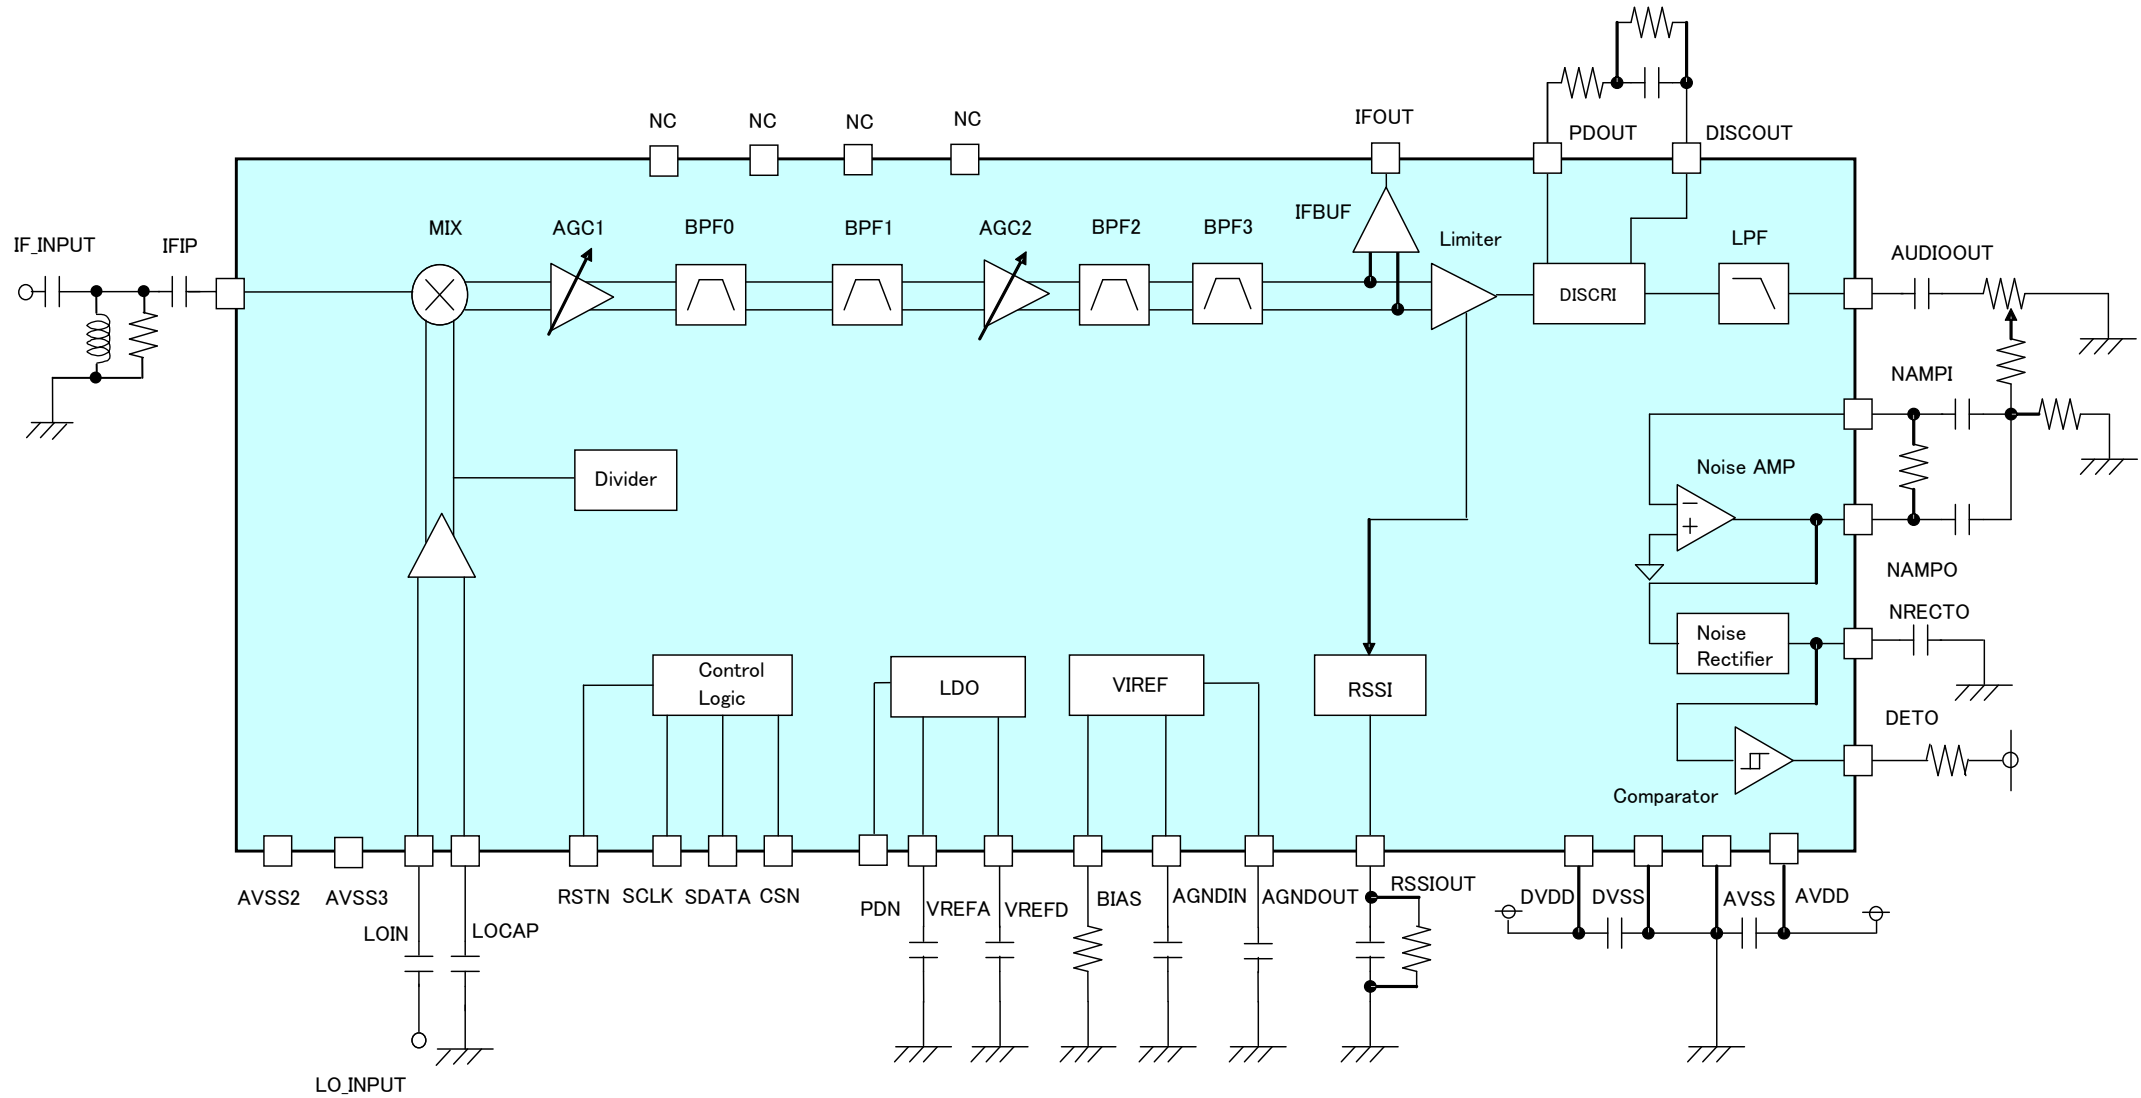 NC
NC
NC
NC
IFOUT
PDOUT
DISCOUT
IF_INPUT
IFIP
MIX
AGC1
BPF0
BPF1
AGC2
BPF2
BPF3
IFBUF
Limiter
LPF
AUDIOOUT
DISCRI
NAMPI
Divider
Noise AMP
−
+
NAMPO
NRECTO
Noise
Rectifier
Control
Logic
LDO
VIREF
RSSI
DETO
Comparator
AVSS2
AVSS3
LOIN
LOCAP
RSTN
SCLK
SDATA
CSN
PDN
VREFA
VREFD
BIAS
AGNDIN
AGNDOUT
RSSIOUT
DVDD
DVSS
AVSS
AVDD
LO_INPUT